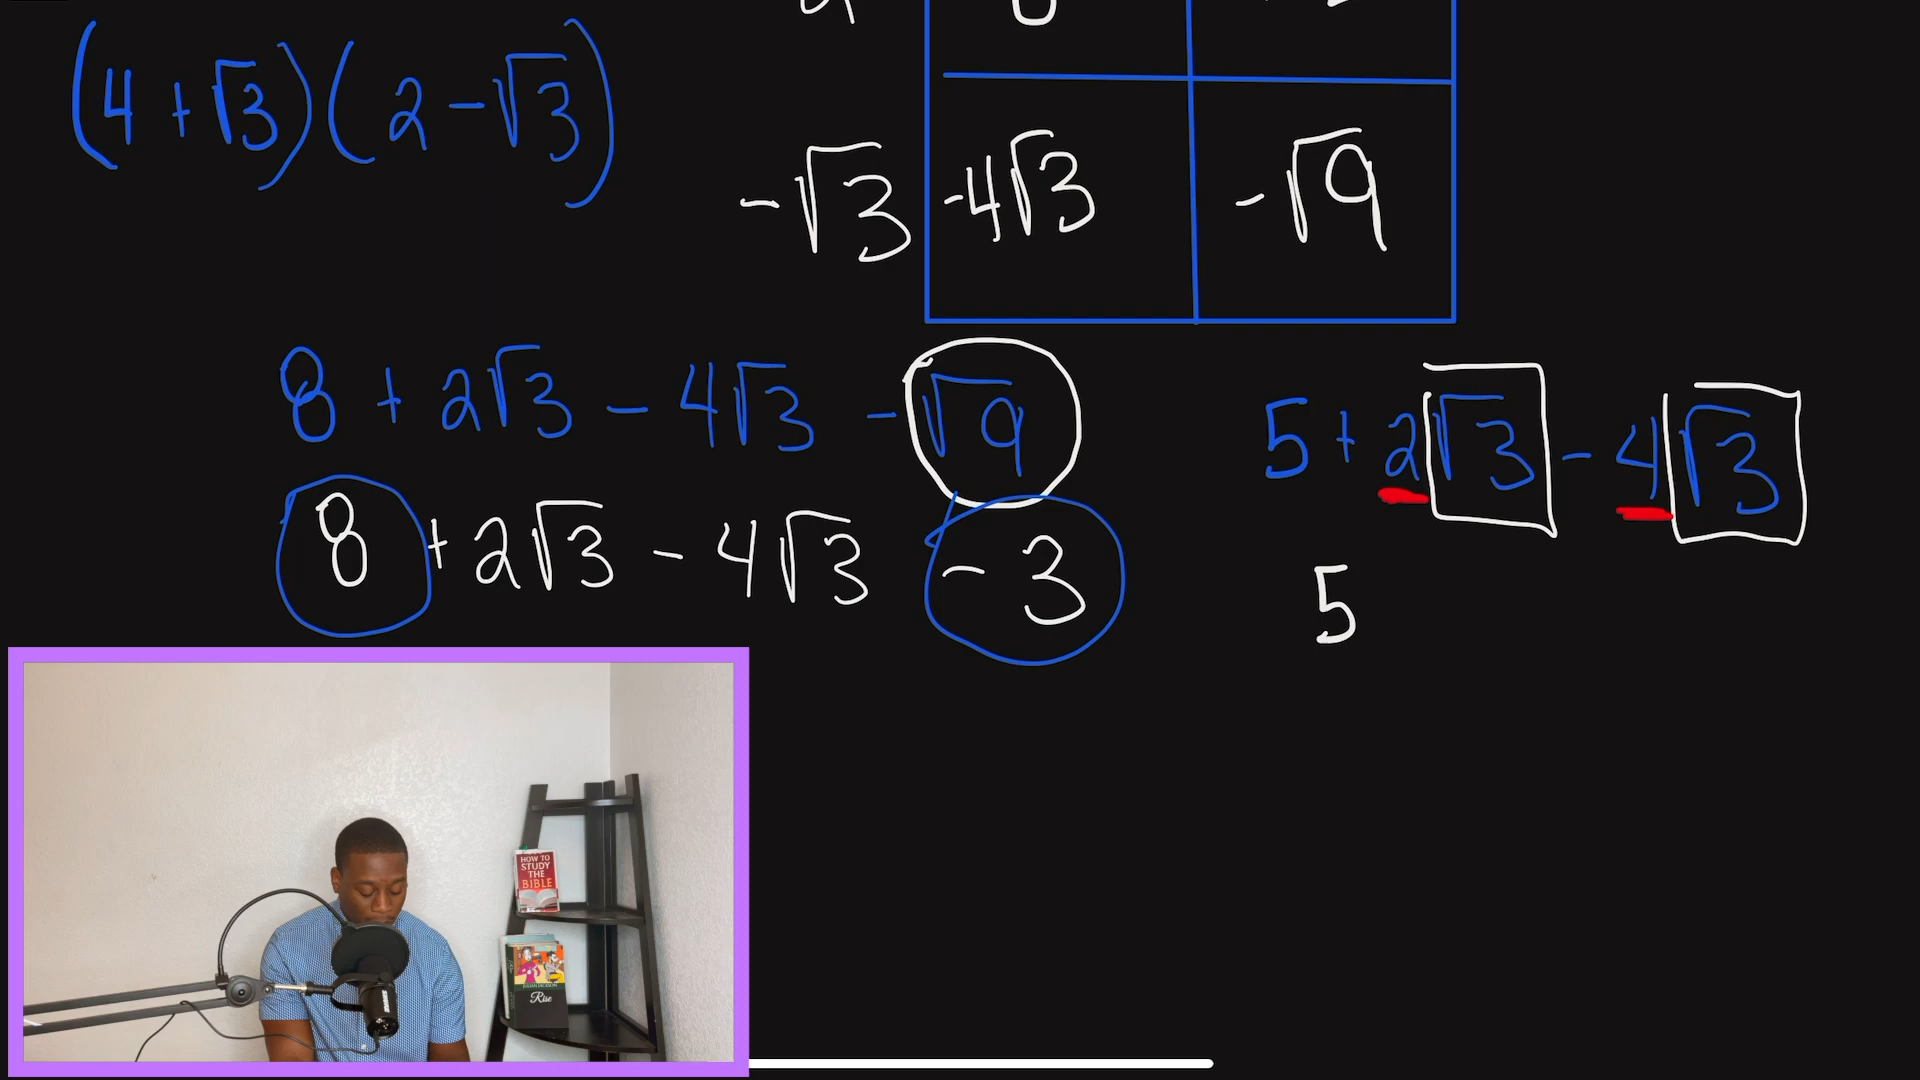 (4 + √3)(2 - √3)
-√3 -4√3 -√9
8 + 2√3 - 4√3 - √9
5 + 2√3 - 4√3
8 + 2√3 - 4√3 - 3
5
HOW TO
STUDY
THE
BIBLE
Rise